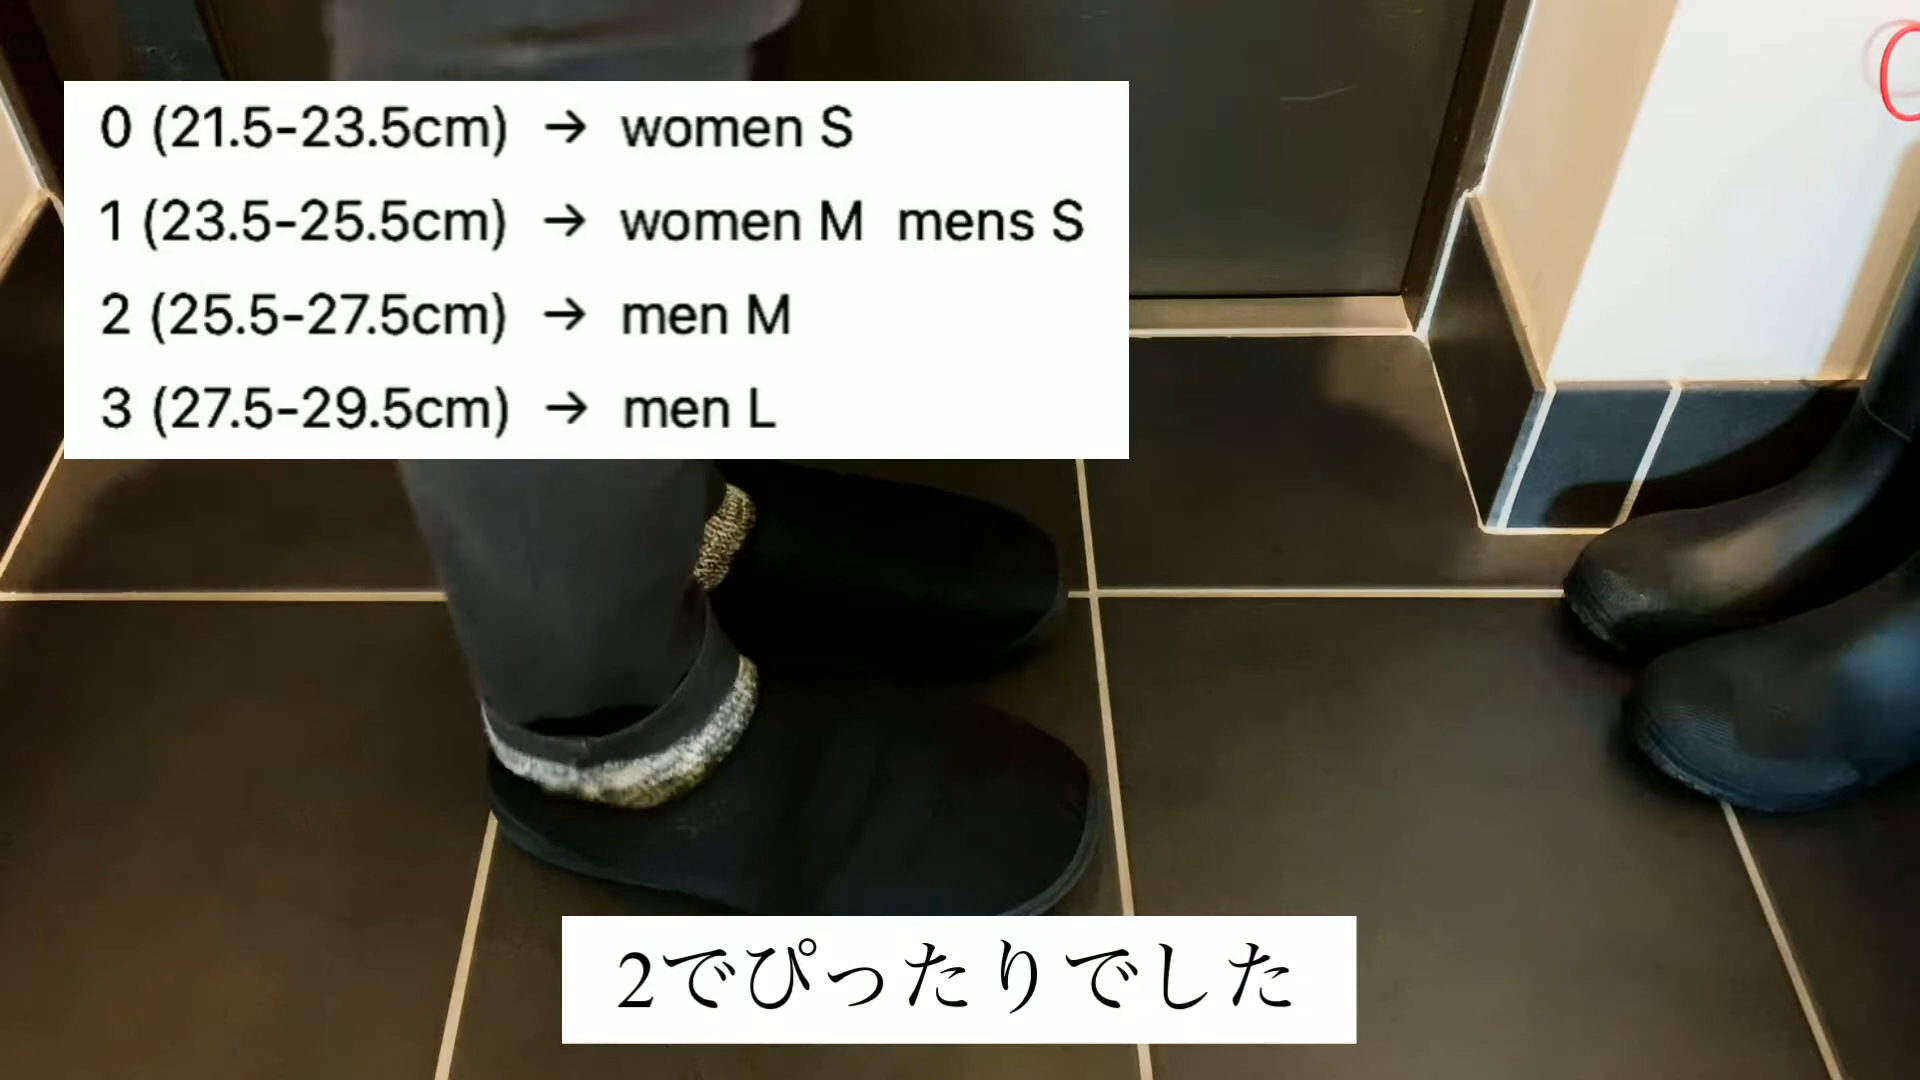 0 (21.5-23.5cm) → women S
1 (23.5-25.5cm) → women M mens S
2 (25.5-27.5cm) → men M
3 (27.5-29.5cm) → men L
2でぴったりでした